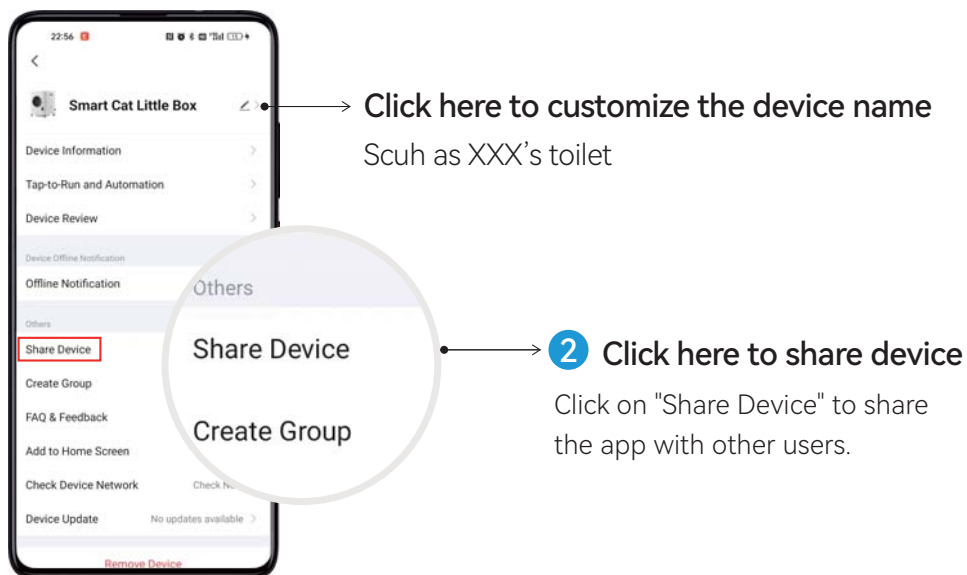 22:56
Smart Cat Little Box
Click here to customize the device name
Scuh as XXX's toilet
Device Information
Tap-to-Run and Automation
Device Review
Device Offline Notification
Offline Notification
Others
Share Device
Create Group
FAQ & Feedback
Add to Home Screen
Check Device Network
Device Update
No updates available
Remove Device
Others
Share Device
Create Group
2 Click here to share device
Click on "Share Device" to share
the app with other users.